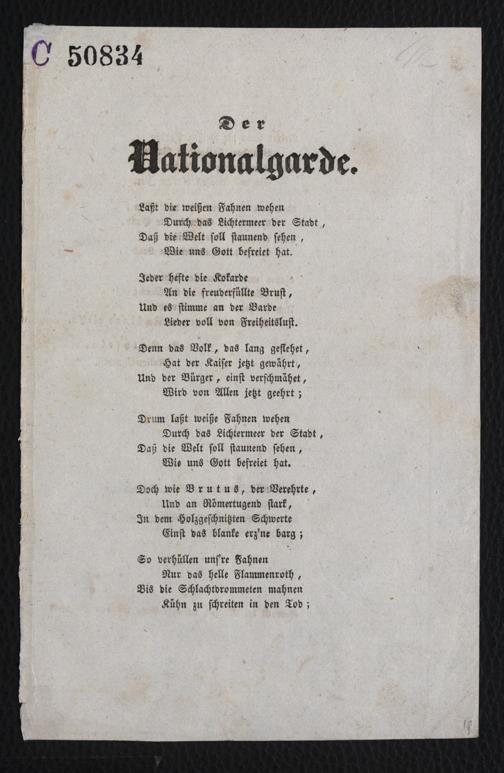 C 50834
Der
Nationalgarde.
Laßt die weißen Fahnen wehen
Durch das Lichtermeer der Stadt,
Daß die Welt soll staunend sehen,
Wie uns Gott befreiet hat.
Jeder hefte die Kokarde
An die freuderfüllte Brust,
Und es stimme an der Barde
Lieder voll von Freiheitslust.
Denn das Volk, das lang geflehet,
Hat der Kaiser jetzt gewährt,
Und der Bürger, einst verschmähet,
Wird von Allen jetzt geehrt;
Drum laßt weiße Fahnen wehen
Durch das Lichtermeer der Stadt,
Daß die Welt soll staunend sehen,
Wie uns Gott befreiet hat.
Doch wie Brutus, der Verehrte,
Und an Römertugend stark,
In dem Holzgeschnitzten Schwerte
Einst das blanke erz'ne barg;
So verhüllen uns're Fahnen
Nur das helle Flammenroth,
Bis die Schlachtdrommeten mahnen
Kühn zu schreiten in den Tod;